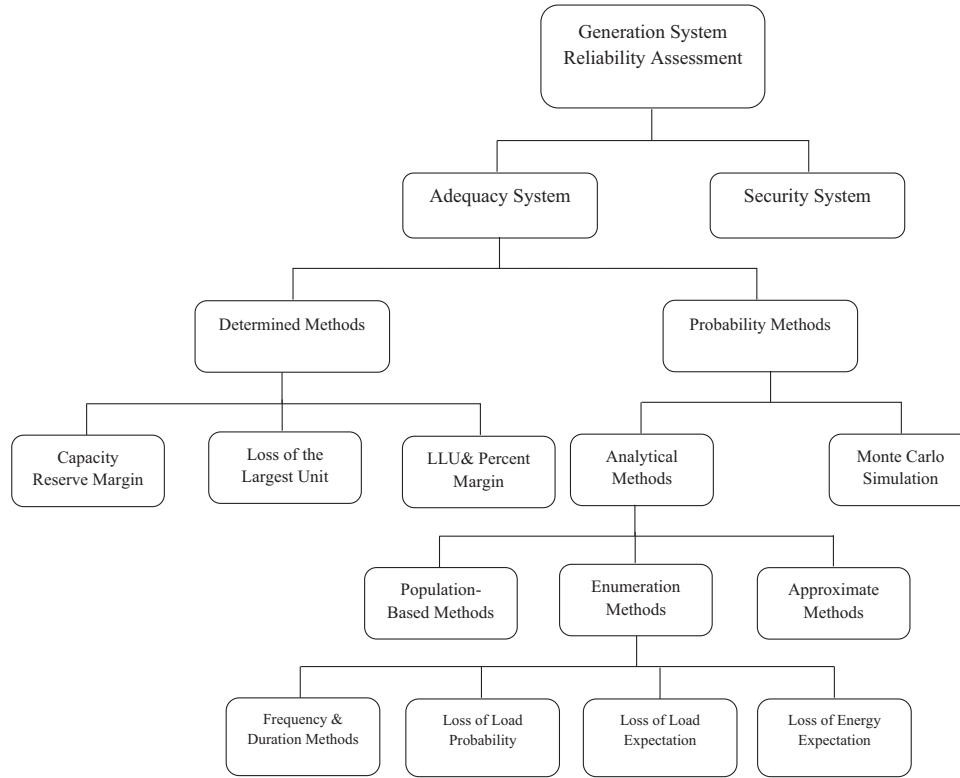 Generation System
Reliability Assessment
Adequacy System
Security System
Determined Methods
Probability Methods
Capacity
Reserve Margin
Loss of the
Largest Unit
LLU& Percent
Margin
Analytical
Methods
Monte Carlo
Simulation
Population-
Based Methods
Enumeration
Methods
Approximate
Methods
Frequency &
Duration Methods
Loss of Load
Probability
Loss of Load
Expectation
Loss of Energy
Expectation